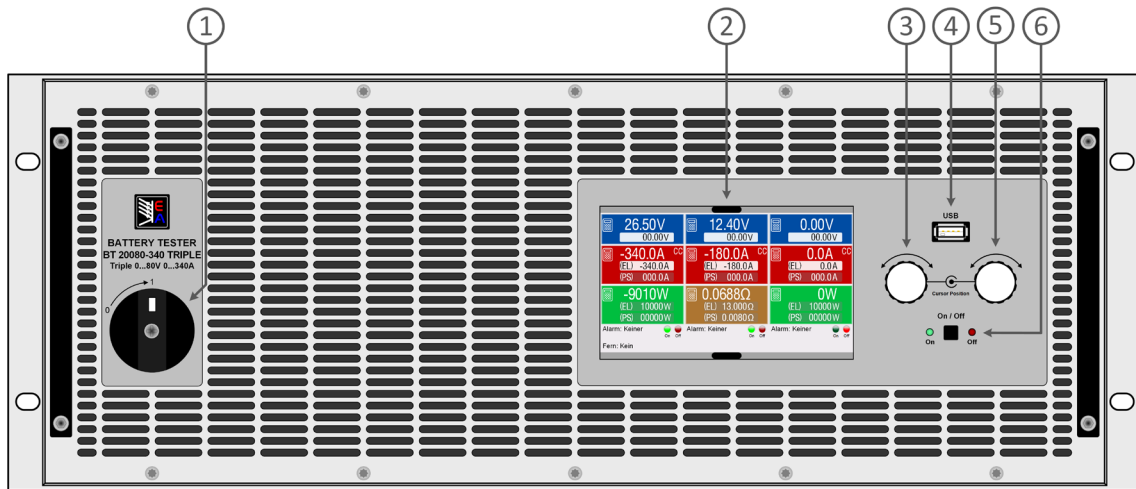 1
2
3
4
5
6
EA
BATTERY TESTER
BT 20080-340 TRIPLE
Triple 0...80V 0...340A
0
1
26.50V
00.00V
12.40V
00.00V
0.00V
00.00V
-340.0A CC
(EL) -340.0A
(PS) 000.0A
-180.0A CC
(EL) -180.0A
(PS) 000.0A
0.0A CC
(EL) 0.0A
(PS) 000.0A
-9010W
(EL) 10000W
(PS) 00000W
0.0688Ω
(EL) 13.000Ω
(PS) 0.0080Ω
0W
(EL) 10000W
(PS) 00000W
Alarm: Keiner
On Off
Alarm: Keiner
On Off
Alarm: Keiner
On Off
Fern: Kein
USB
Cursor Position
On / Off
On
Off